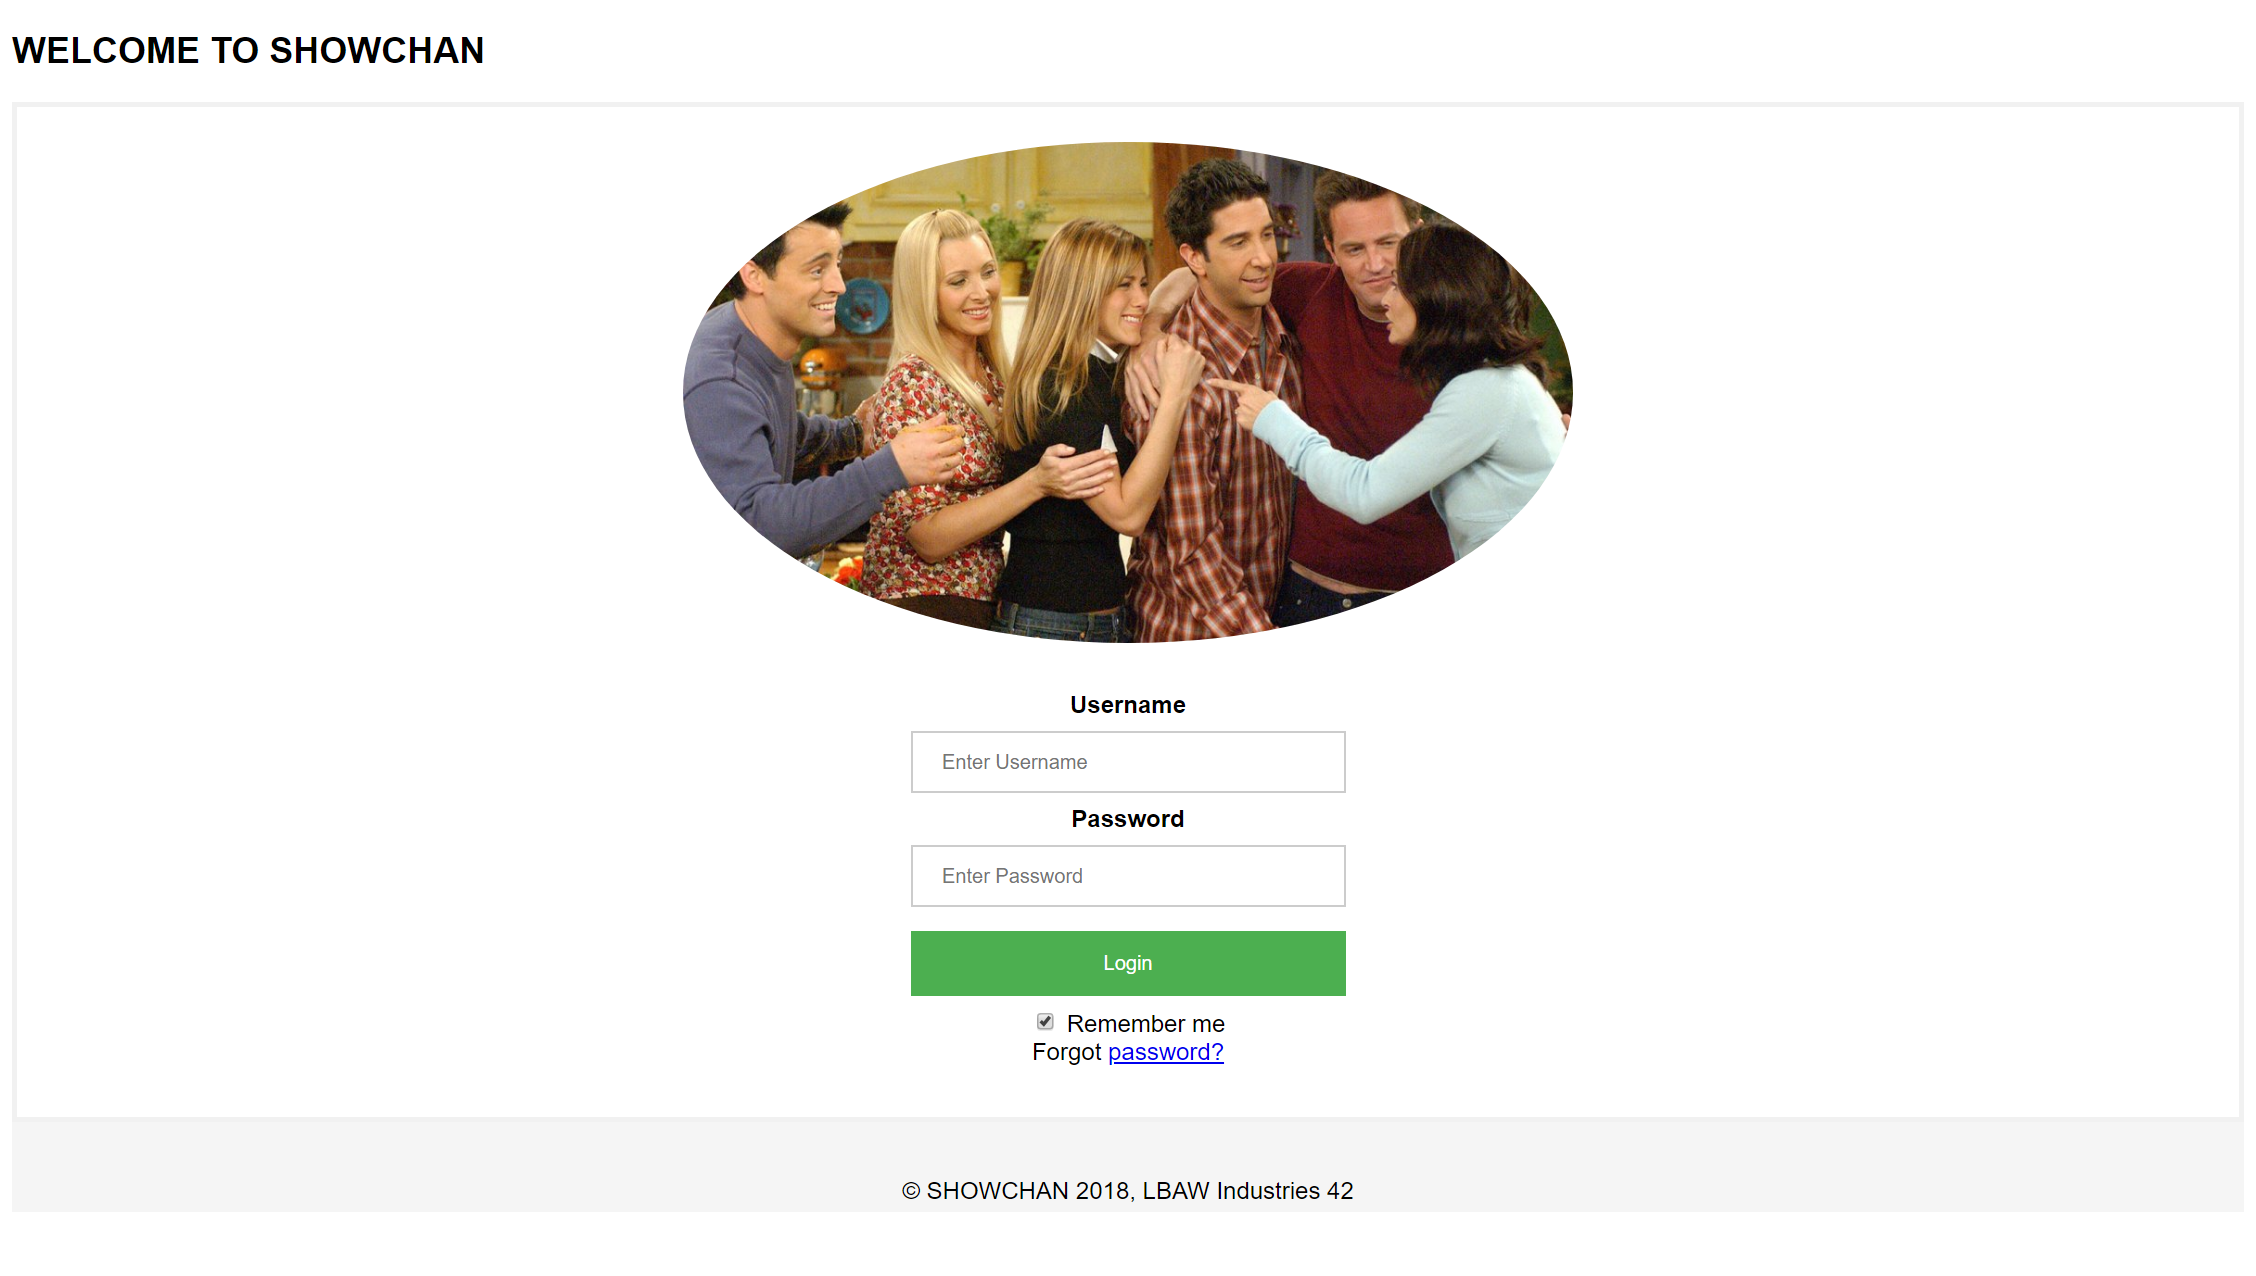 WELCOME TO SHOWCHAN
Username
Enter Username
Password
Enter Password
Login
Remember me
Forgot password?
© SHOWCHAN 2018, LBAW Industries 42